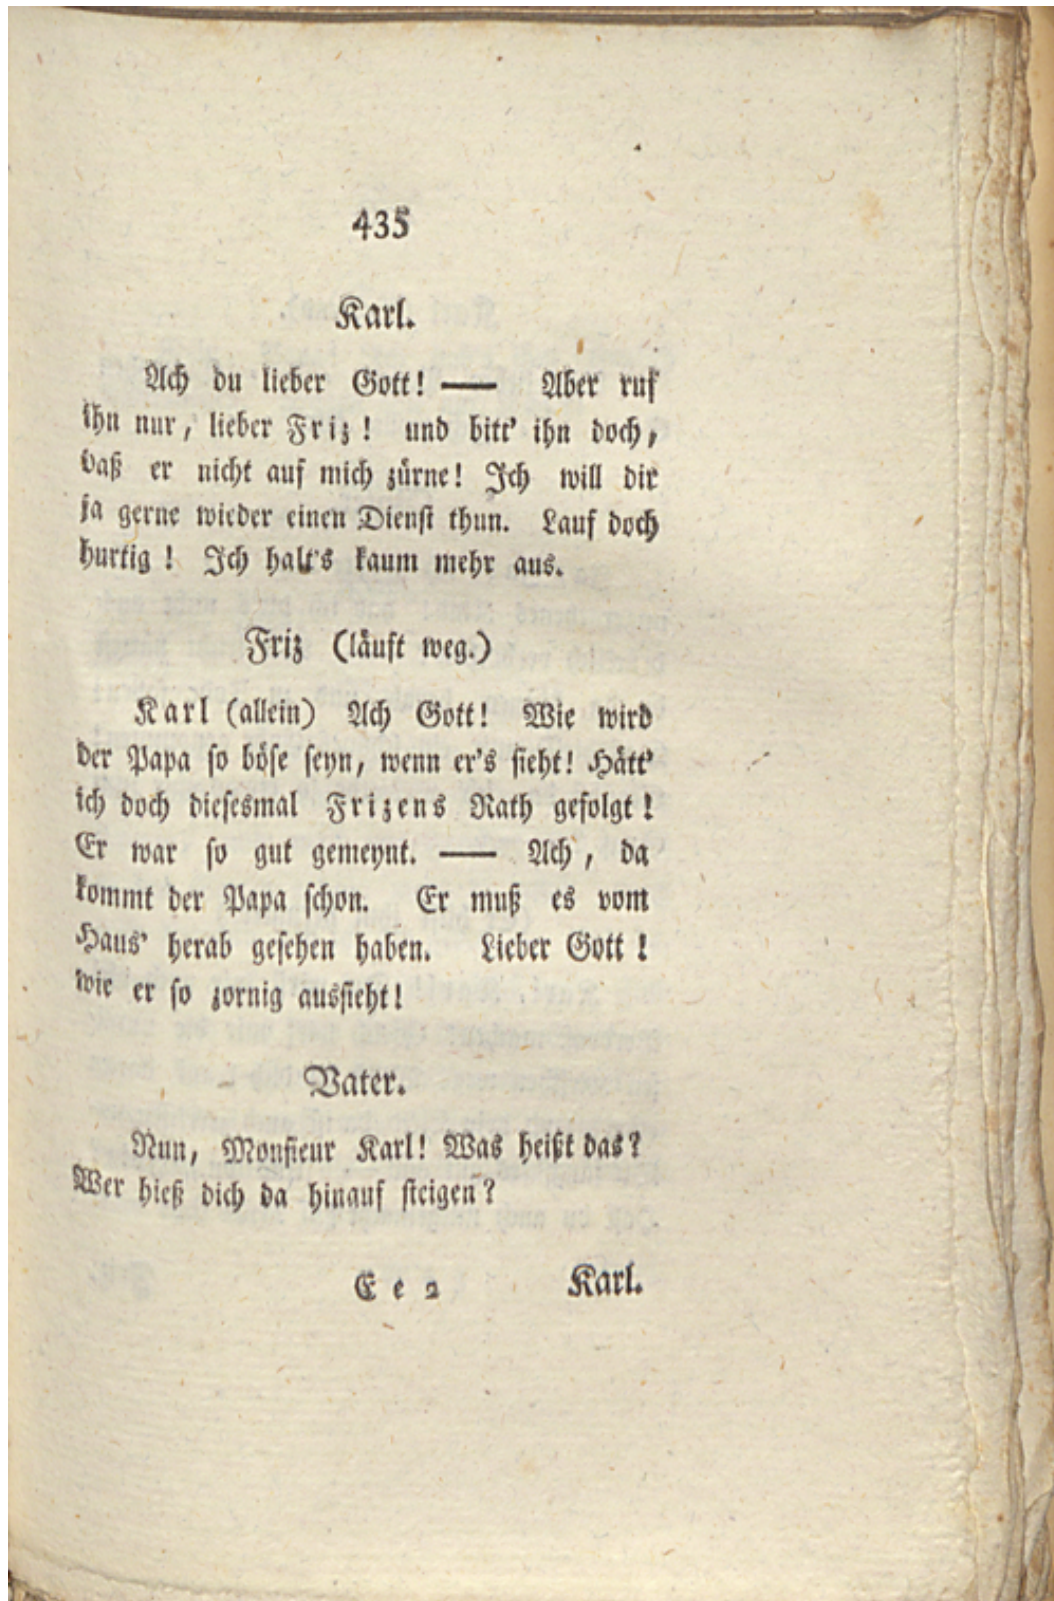 435
Karl.
Ach du lieber Gott! — Aber ruf
ihn nur, lieber Friz! und bitt' ihn doch,
daß er nicht auf mich zürne! Ich will dir
ja gerne wieder einen Dienst thun. Lauf doch
hurtig! Ich halt's kaum mehr aus.
Friz (läuft weg.)
Karl (allein) Ach Gott! Wie wird
der Papa so böse seyn, wenn er's sieht! Hätt'
ich doch diesesmal Frizens Rath gefolgt!
Er war so gut gemeynt. — Ach, da
kommt der Papa schon. Er muß es vom
Haus' herab gesehen haben. Lieber Gott!
wie er so zornig aussieht!
Vater.
Nun, Monsieur Karl! Was heißt das?
Wer hieß dich da hinauf steigen?
E e 2 Karl.